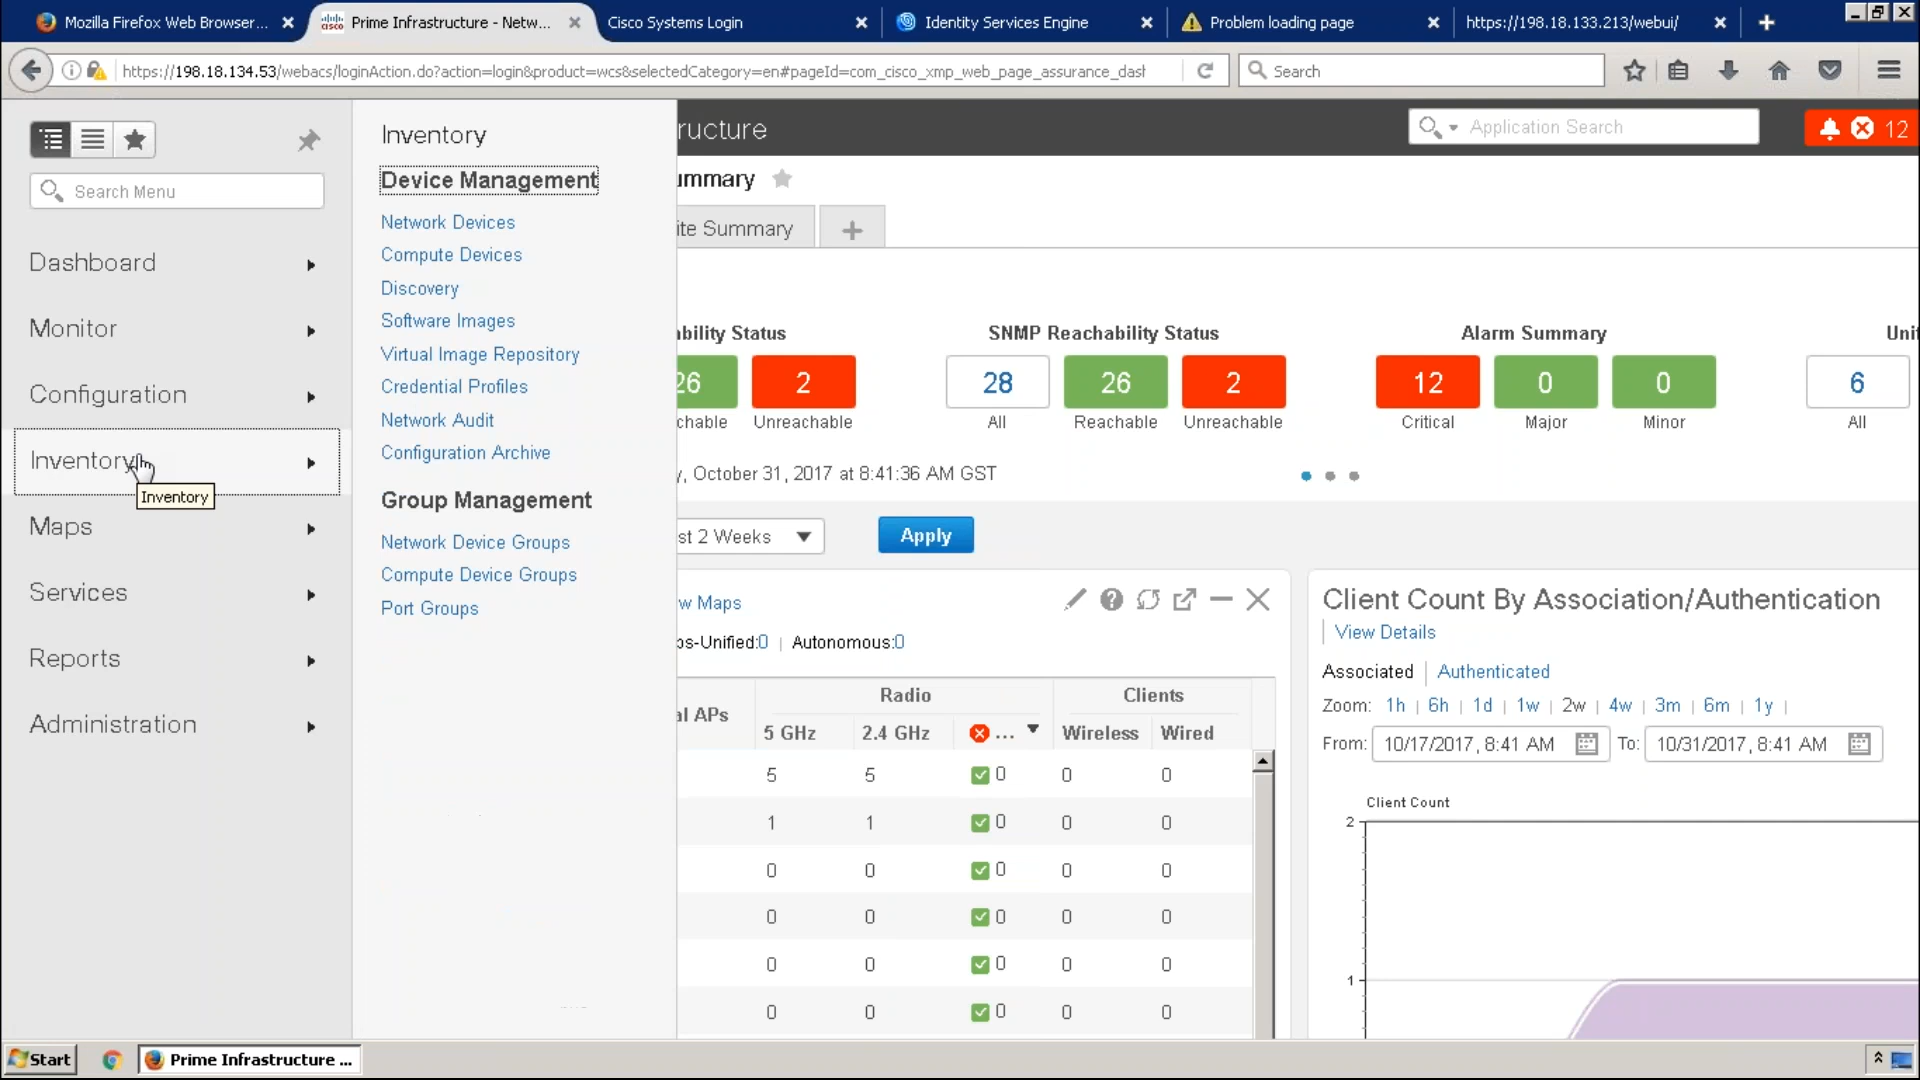 Mozilla Firefox Web Browser...
Prime Infrastructure - Netw...
Cisco Systems Login
Identity Services Engine
Problem loading page
https://198.18.133.213/webui/
https://198.18.134.53/webacs/loginAction.do?action=login&product=wcs&selectedCategory=en#pageId=com_cisco_xmp_web_page_assurance_dast
Search
Search Menu
Dashboard
Monitor
Configuration
Inventory
Inventory
Maps
Services
Reports
Administration
Inventory
Device Management
Network Devices
Compute Devices
Discovery
Software Images
Virtual Image Repository
Credential Profiles
Network Audit
Configuration Archive
Group Management
Network Device Groups
Compute Device Groups
Port Groups
ructure
Application Search
12
ummary
ite Summary
ability Status
SNMP Reachability Status
Alarm Summary
Unif
26 2 28 26 2 12 0 0 6
chable Unreachable All Reachable Unreachable Critical Major Minor All
y, October 31, 2017 at 8:41:36 AM GST
st 2 Weeks
Apply
w Maps
ps-Unified:0 | Autonomous:0
Radio Clients
al APs
5 GHz 2.4 GHz ... Wireless Wired
5 5 0 0 0
1 1 0 0 0
0 0 0 0 0
0 0 0 0 0
0 0 0 0 0
0 0 0 0 0
Client Count By Association/Authentication
View Details
Associated | Authenticated
Zoom: 1h | 6h | 1d | 1w | 2w | 4w | 3m | 6m | 1y |
From: 10/17/2017, 8:41 AM To: 10/31/2017, 8:41 AM
Client Count
2
1
Start
Prime Infrastructure ...